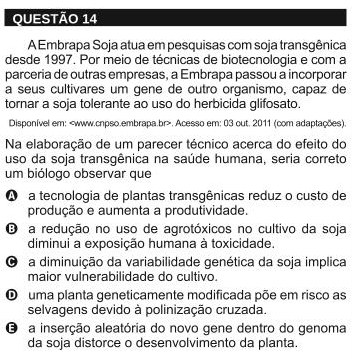 QUESTÃO 14
A Embrapa Soja atua em pesquisas com soja transgênica
desde 1997. Por meio de técnicas de biotecnologia e com a
parceria de outras empresas, a Embrapa passou a incorporar
a seus cultivares um gene de outro organismo, capaz de
tornar a soja tolerante ao uso do herbicida glifosato.
Disponível em: <www.cnpso.embrapa.br>. Acesso em: 03 out. 2011 (com adaptações).
Na elaboração de um parecer técnico acerca do efeito do
uso da soja transgênica na saúde humana, seria correto
um biólogo observar que
A a tecnologia de plantas transgênicas reduz o custo de
produção e aumenta a produtividade.
B a redução no uso de agrotóxicos no cultivo da soja
diminui a exposição humana à toxicidade.
C a diminuição da variabilidade genética da soja implica
maior vulnerabilidade do cultivo.
D uma planta geneticamente modificada põe em risco as
selvagens devido à polinização cruzada.
E a inserção aleatória do novo gene dentro do genoma
da soja distorce o desenvolvimento da planta.